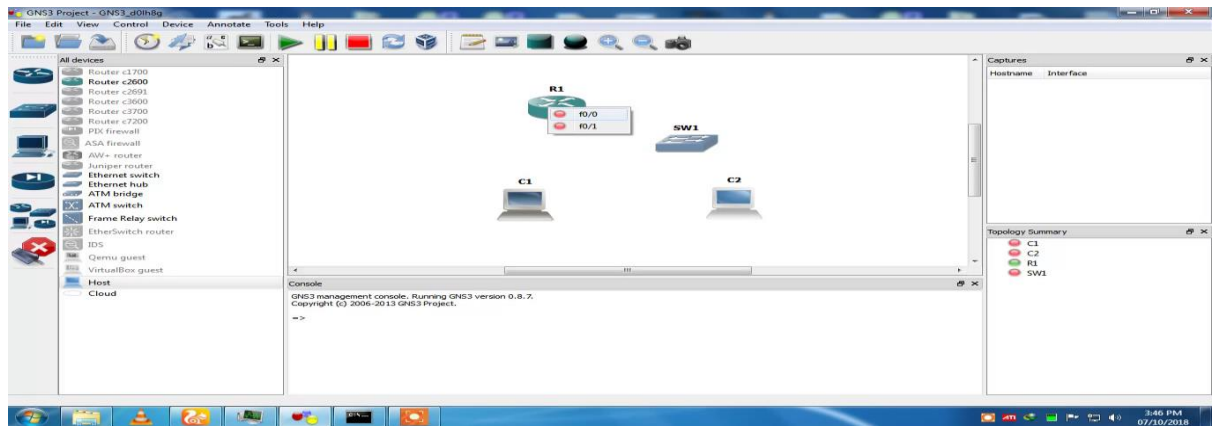 GNS3 Project - GNS3_d0lh8g
File Edit View Control Device Annotate Tools Help
All devices
Router c1700
Router c2600
Router c2691
Router c3600
Router c3700
Router c7200
PIX firewall
ASA firewall
AW+ router
Juniper router
Ethernet switch
Ethernet hub
ATM bridge
ATM switch
Frame Relay switch
EtherSwitch router
IDS
Qemu guest
VirtualBox guest
Host
Cloud
R1
f0/0
f0/1
SW1
C1
C2
Console
GNS3 management console. Running GNS3 version 0.8.7.
Copyright (c) 2006-2013 GNS3 Project.
=>
Captures
Hostname Interface
Topology Summary
C1
C2
R1
SW1
3:46 PM
07/10/2018